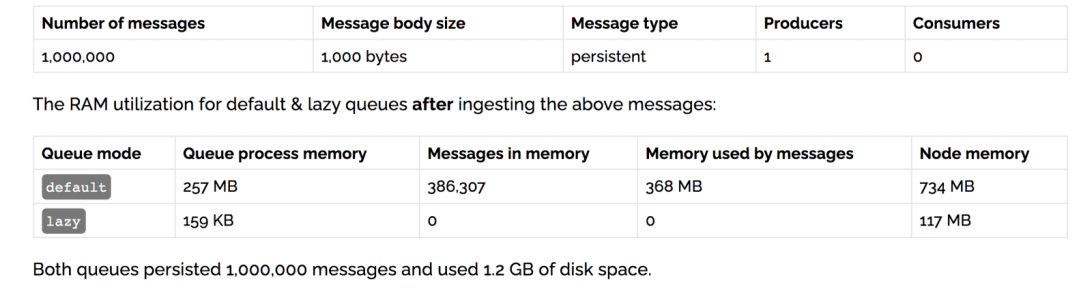 Number of messages Message body size Message type Producers Consumers
1,000,000 1,000 bytes persistent 1 0
The RAM utilization for default & lazy queues after ingesting the above messages:
Queue mode Queue process memory Messages in memory Memory used by messages Node memory
default 257 MB 386,307 368 MB 734 MB
lazy 159 KB 0 0 117 MB
Both queues persisted 1,000,000 messages and used 1.2 GB of disk space.